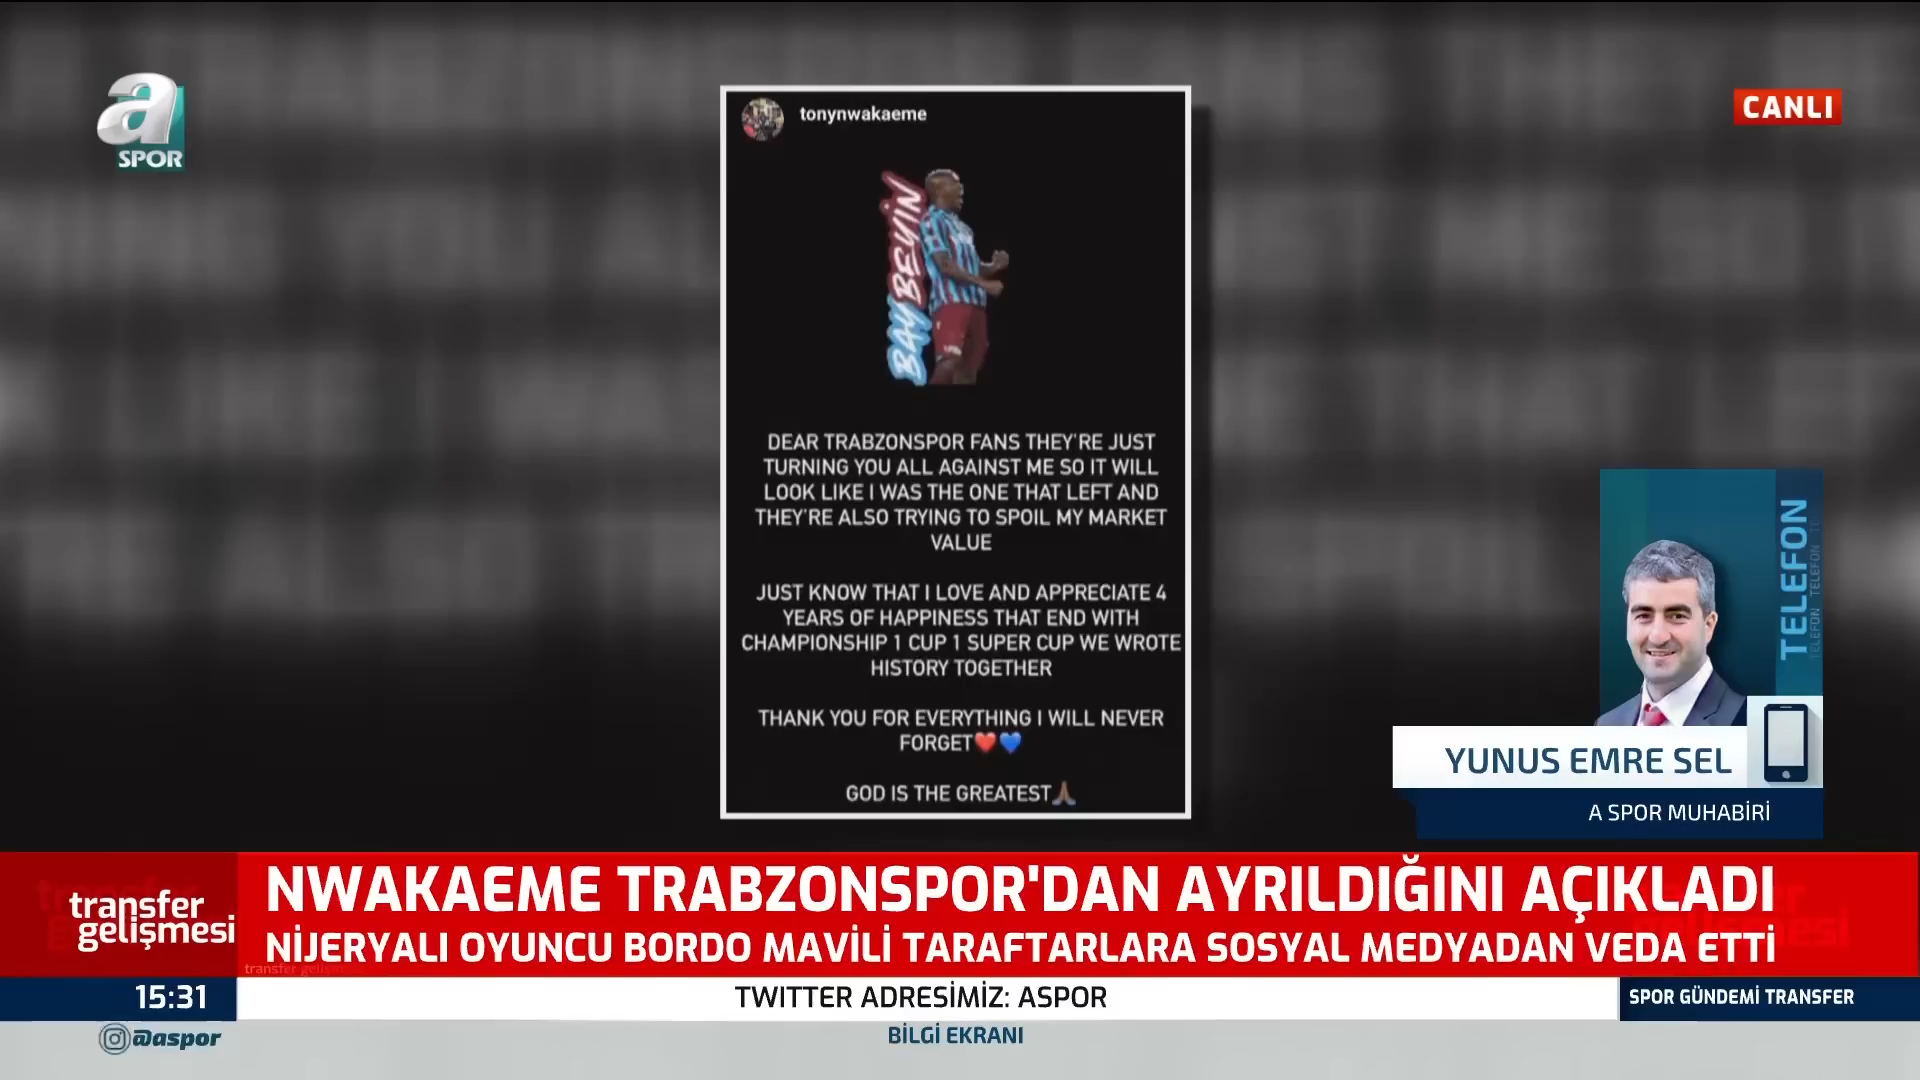 a
SPOR
CANLI
tonynwakaeme
BAY BEYİN
DEAR TRABZONSPOR FANS THEY'RE JUST
TURNING YOU ALL AGAINST ME SO IT WILL
LOOK LIKE I WAS THE ONE THAT LEFT AND
THEY'RE ALSO TRYING TO SPOIL MY MARKET
VALUE
JUST KNOW THAT I LOVE AND APPRECIATE 4
YEARS OF HAPPINESS THAT END WITH
CHAMPIONSHIP 1 CUP 1 SUPER CUP WE WROTE
HISTORY TOGETHER
THANK YOU FOR EVERYTHING I WILL NEVER
FORGET❤️💙
GOD IS THE GREATEST🙏🏾
TELEFON
TELEFON TELEFON
YUNUS EMRE SEL
A SPOR MUHABİRİ
transfer
gelişmesi
NWAKAEME TRABZONSPOR'DAN AYRILDIĞINI AÇIKLADI
NİJERYALI OYUNCU BORDO MAVİLİ TARAFTARLARA SOSYAL MEDYADAN VEDA ETTİ
15:31
TWITTER ADRESİMİZ: ASPOR
SPOR GÜNDEMİ TRANSFER
@aspor
BİLGİ EKRANI